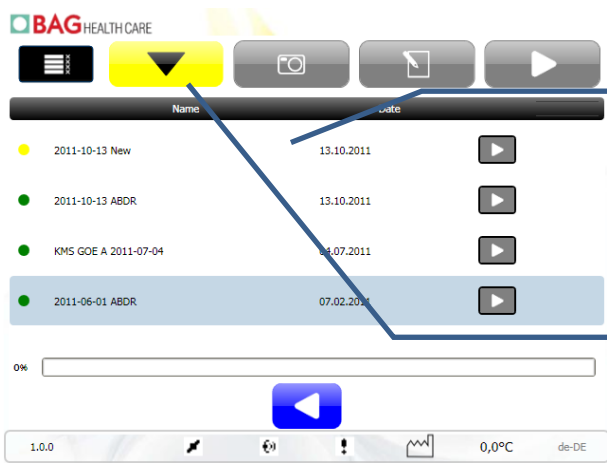 BAG HEALTH CARE
Name Date
2011-10-13 New 13.10.2011
2011-10-13 ABDR 13.10.2011
KMS GOE A 2011-07-04 04.07.2011
2011-06-01 ABDR 07.02.2011
0%
1.0.0 0,0°C de-DE